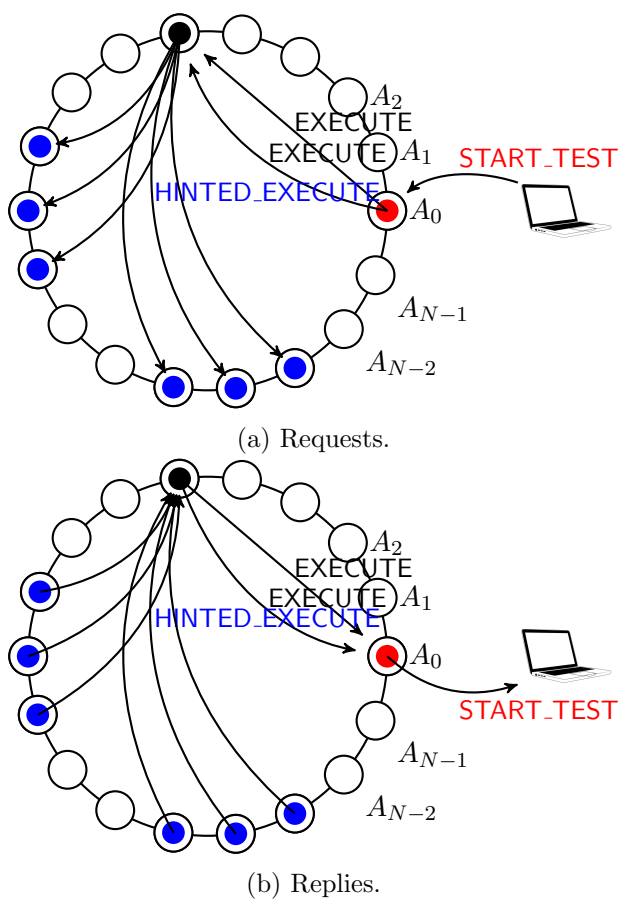 A₂
EXECUTE
EXECUTE A₁
START_TEST
HINTED_EXECUTE
A₀
Aₙ₋₁
Aₙ₋₂
(a) Requests.
A₂
EXECUTE
EXECUTE A₁
HINTED_EXECUTE
A₀
START_TEST
Aₙ₋₁
Aₙ₋₂
(b) Replies.